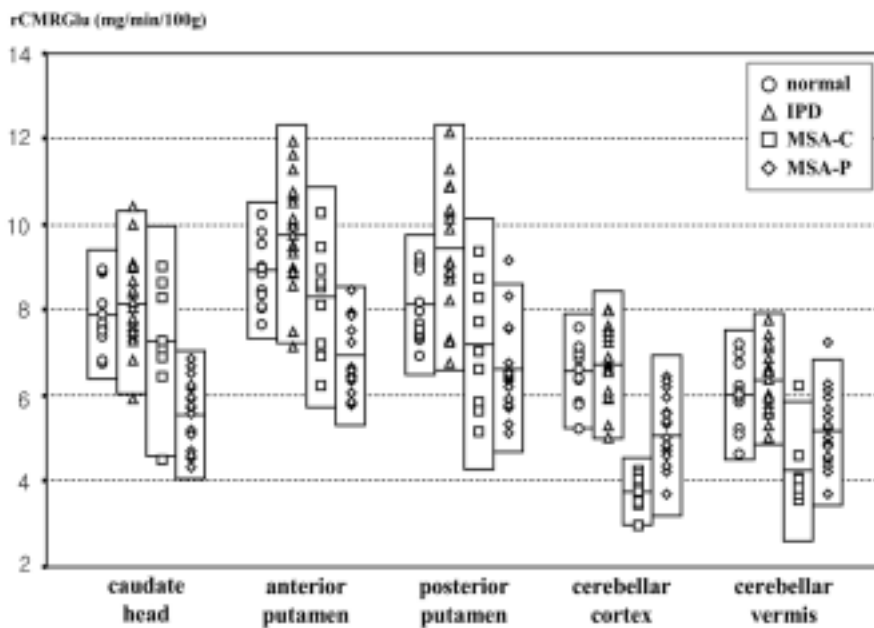 rCMRGlu (mg/min/100g)
14
12
10
8
6
4
2
normal
IPD
MSA-C
MSA-P
caudate head
anterior putamen
posterior putamen
cerebellar cortex
cerebellar vermis